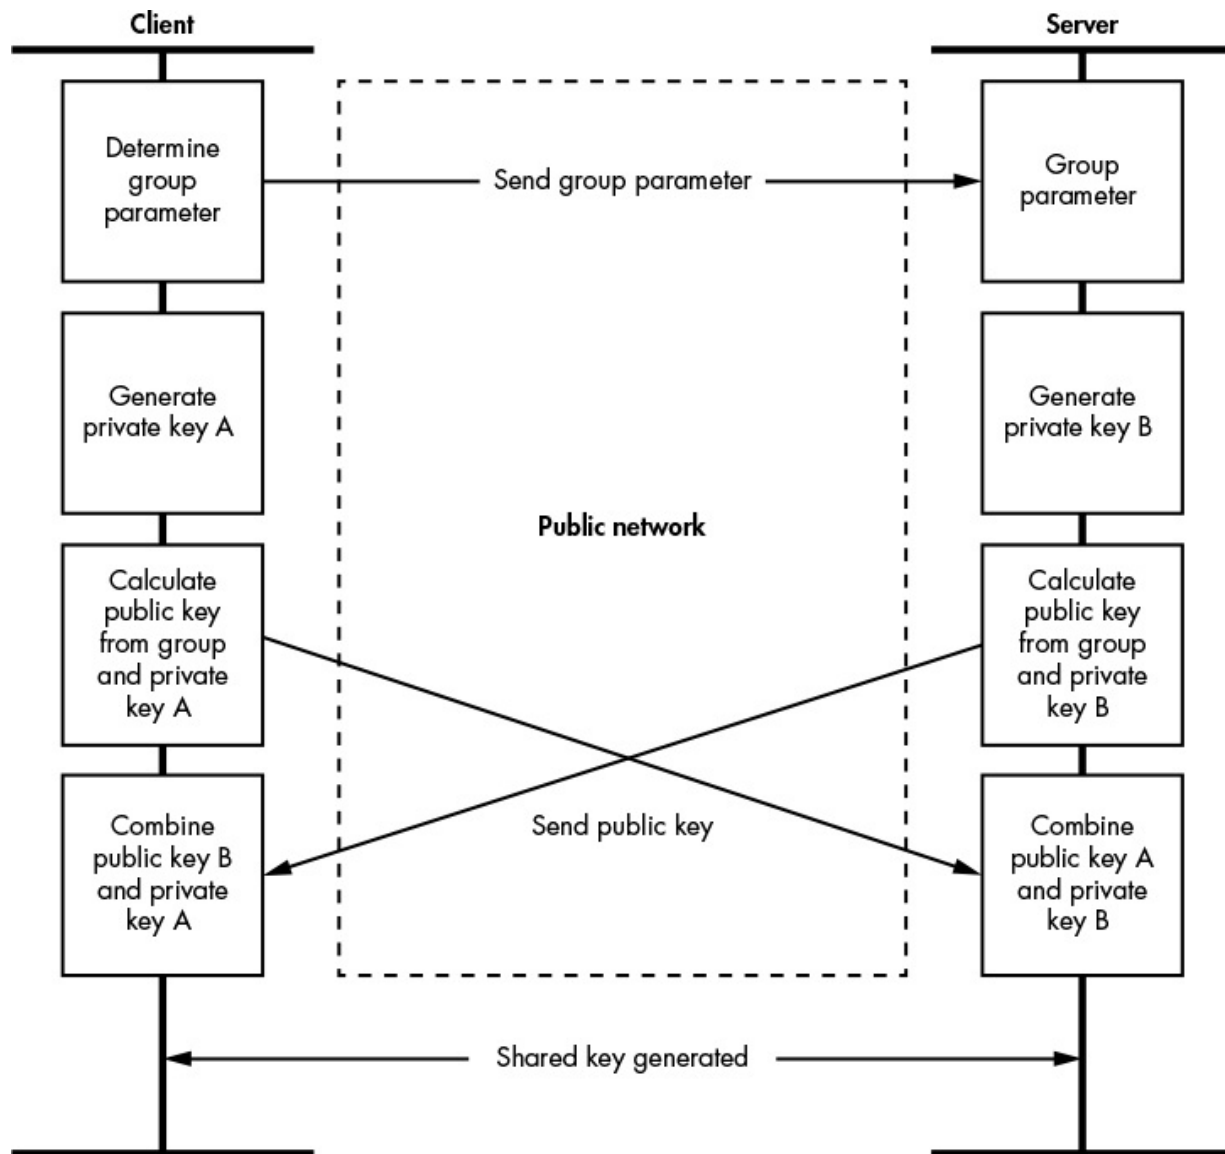 Client
Server
Determine
group
parameter
Send group parameter
Group
parameter
Generate
private key A
Generate
private key B
Public network
Calculate
public key
from group
and private
key A
Calculate
public key
from group
and private
key B
Combine
public key B
and private
key A
Send public key
Combine
public key A
and private
key B
Shared key generated